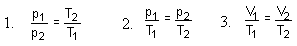 1. p₁/p₂ = T₂/T₁ 2. p₁/T₁ = p₂/T₂ 3. V₁/T₁ = V₂/T₂